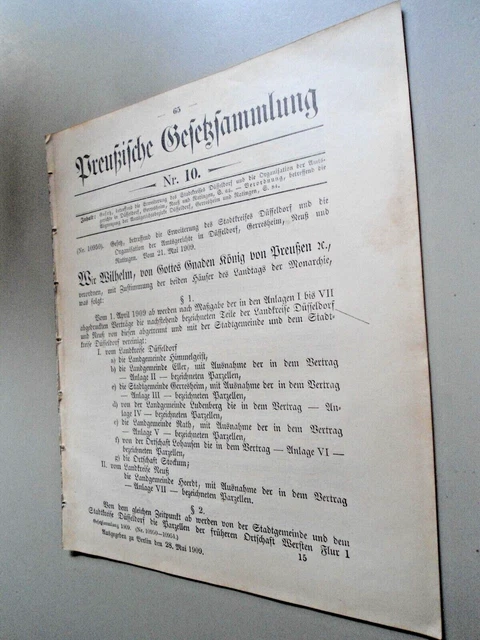 — 65 —
Preußische Gesetzsammlung
Nr. 10.
Inhalt: Gesetz, betreffend die Erweiterung des Stadtkreises Düsseldorf und die Organisation der Amts-
gerichte in Düsseldorf, Gerresheim, Neuß und Ratingen, S. 65. — Verordnung, betreffend die
Abgrenzung der Amtsgerichtsbezirke Düsseldorf, Gerresheim und Ratingen, S. 84.
(Nr. 10950). Gesetz, betreffend die Erweiterung des Stadtkreises Düsseldorf und die
Organisation der Amtsgerichte in Düsseldorf, Gerresheim, Neuß und
Ratingen. Vom 21. Mai 1909.
Wir Wilhelm, von Gottes Gnaden König von Preußen ꝛc.,
verordnen, mit Zustimmung der beiden Häuser des Landtags der Monarchie,
was folgt:
§ 1.
Vom 1. April 1909 ab werden nach Maßgabe der in den Anlagen I bis VII
abgedruckten Verträge die nachstehend bezeichneten Teile der Landkreise Düsseldorf
und Neuß von diesen abgetrennt und mit der Stadtgemeinde und dem Stadt-
kreise Düsseldorf vereinigt:
I. vom Landkreise Düsseldorf
a) die Landgemeinde Himmelgeist,
b) die Landgemeinde Eller, mit Ausnahme der in dem Vertrag
— Anlage II — bezeichneten Parzellen,
c) die Stadtgemeinde Gerresheim, mit Ausnahme der in dem Vertrag
— Anlage III — bezeichneten Parzellen,
d) von der Landgemeinde Ludenberg die in dem Vertrag — An-
lage IV — bezeichneten Parzellen,
e) die Landgemeinde Rath, mit Ausnahme der in dem Vertrag
— Anlage V — bezeichneten Parzellen,
f) von der Ortschaft Lohausen die in dem Vertrag — Anlage VI —
bezeichneten Parzellen,
g) die Ortschaft Stockum;
II. vom Landkreise Neuß
die Landgemeinde Heerdt, mit Ausnahme der in dem Vertrag
— Anlage VII — bezeichneten Parzellen.
§ 2.
Von dem gleichen Zeitpunkt ab werden von der Stadtgemeinde und dem
Stadtkreise Düsseldorf die Parzellen der früheren Ortschaft Wersten Flur 1
Gesetzsammlung 1909. (Nr. 10950—10951.)
15
Ausgegeben zu Berlin den 28. Mai 1909.